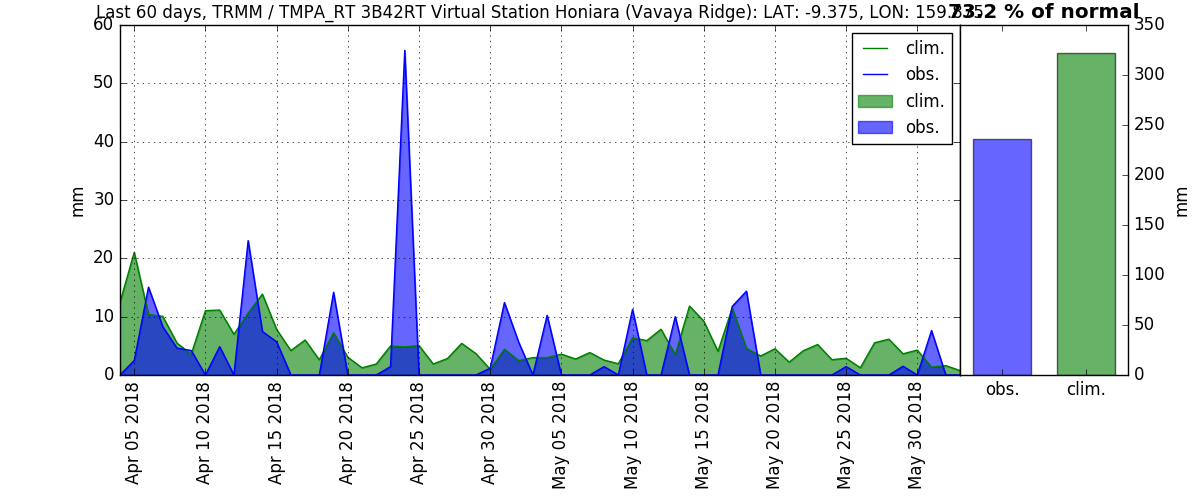 Last 60 days, TRMM / TMPA_RT 3B42RT Virtual Station Honiara (Vavaya Ridge): LAT: -9.375, LON:
73.2 % of normal
60
50
40
30
20
10
0
mm
clim.
obs.
clim.
obs.
350
300
250
200
150
100
50
0
mm
Apr 05 2018
Apr 10 2018
Apr 15 2018
Apr 20 2018
Apr 25 2018
Apr 30 2018
May 05 2018
May 10 2018
May 15 2018
May 20 2018
May 25 2018
May 30 2018
obs.
clim.